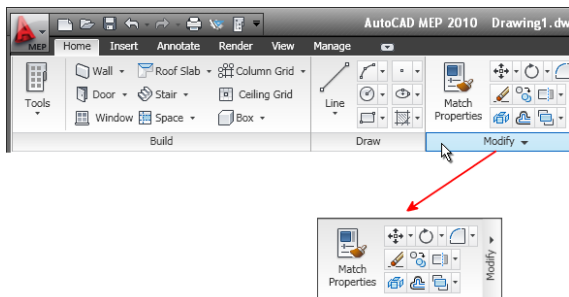 AutoCAD MEP 2010 Drawing1.dw
MEP
Home Insert Annotate Render View Manage
Tools
Wall
Roof Slab
Column Grid
Door
Stair
Ceiling Grid
Window
Space
Box
Line
Match
Properties
Build
Draw
Modify
Match
Properties
Modify